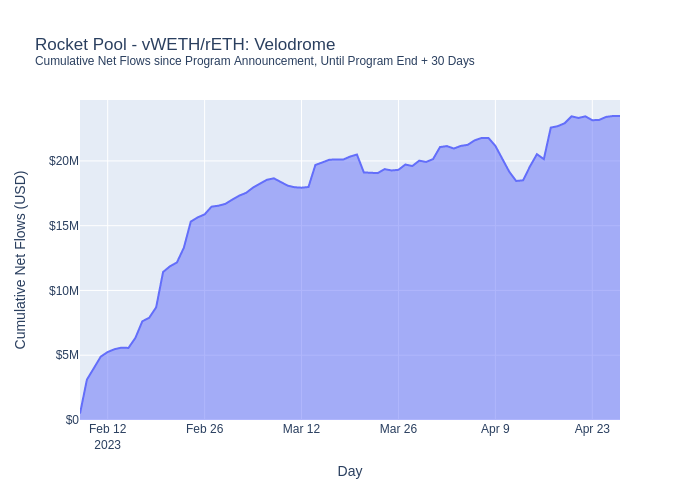 Rocket Pool - vWETH/rETH: Velodrome
Cumulative Net Flows since Program Announcement, Until Program End + 30 Days
Cumulative Net Flows (USD)
$20M
$15M
$10M
$5M
$0
Feb 12
2023
Feb 26
Mar 12
Mar 26
Apr 9
Apr 23
Day